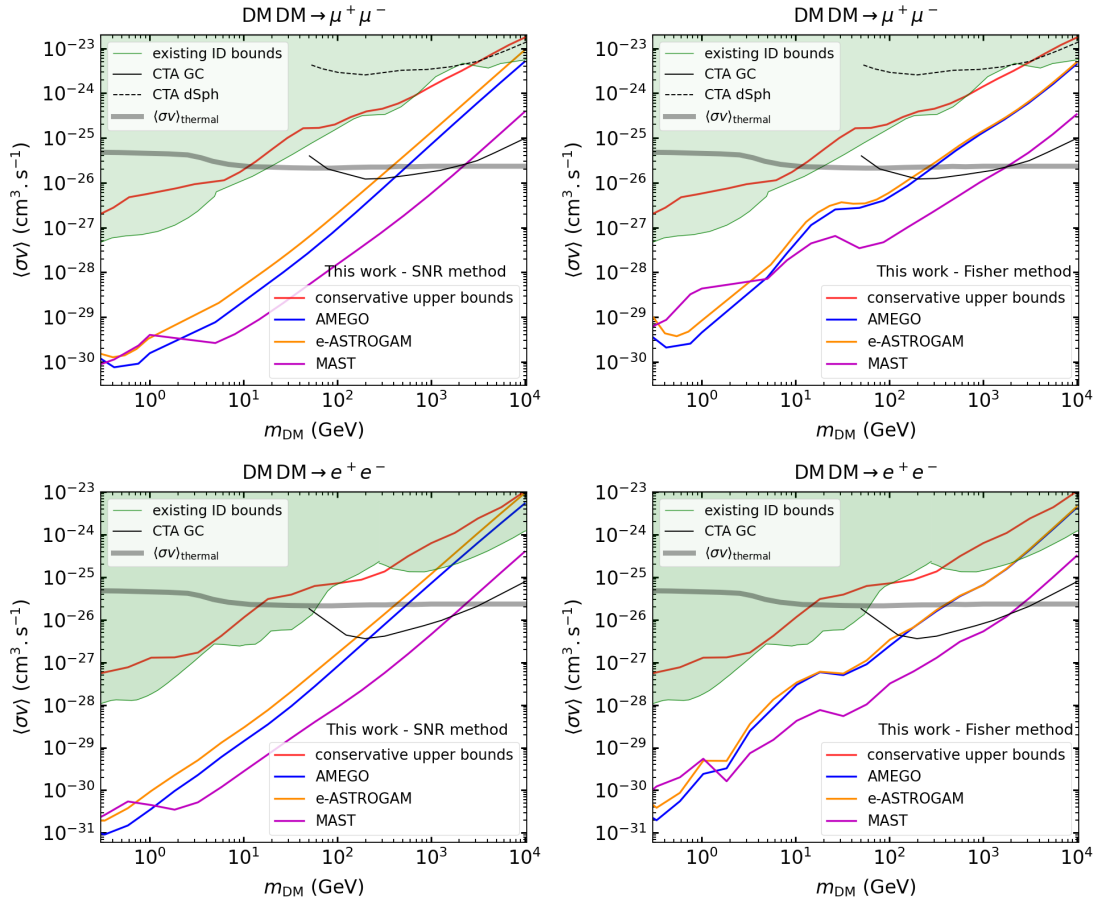 DM DM → μ⁺ μ⁻
10⁻²³
10⁻²⁴
10⁻²⁵
10⁻²⁶
10⁻²⁷
10⁻²⁸
10⁻²⁹
10⁻³⁰
⟨σv⟩ (cm³. s⁻¹)
existing ID bounds
CTA GC
CTA dSph
⟨σv⟩thermal
This work - SNR method
conservative upper bounds
AMEGO
e-ASTROGAM
MAST
10⁰ 10¹ 10² 10³ 10⁴
m_DM (GeV)
DM DM → μ⁺ μ⁻
10⁻²³
10⁻²⁴
10⁻²⁵
10⁻²⁶
10⁻²⁷
10⁻²⁸
10⁻²⁹
10⁻³⁰
⟨σv⟩ (cm³. s⁻¹)
existing ID bounds
CTA GC
CTA dSph
⟨σv⟩thermal
This work - Fisher method
conservative upper bounds
AMEGO
e-ASTROGAM
MAST
10⁰ 10¹ 10² 10³ 10⁴
m_DM (GeV)
DM DM → e⁺ e⁻
10⁻²³
10⁻²⁴
10⁻²⁵
10⁻²⁶
10⁻²⁷
10⁻²⁸
10⁻²⁹
10⁻³⁰
10⁻³¹
⟨σv⟩ (cm³. s⁻¹)
existing ID bounds
CTA GC
⟨σv⟩thermal
This work - SNR method
conservative upper bounds
AMEGO
e-ASTROGAM
MAST
10⁰ 10¹ 10² 10³ 10⁴
m_DM (GeV)
DM DM → e⁺ e⁻
10⁻²³
10⁻²⁴
10⁻²⁵
10⁻²⁶
10⁻²⁷
10⁻²⁸
10⁻²⁹
10⁻³⁰
10⁻³¹
⟨σv⟩ (cm³. s⁻¹)
existing ID bounds
CTA GC
⟨σv⟩thermal
This work - Fisher method
conservative upper bounds
AMEGO
e-ASTROGAM
MAST
10⁰ 10¹ 10² 10³ 10⁴
m_DM (GeV)